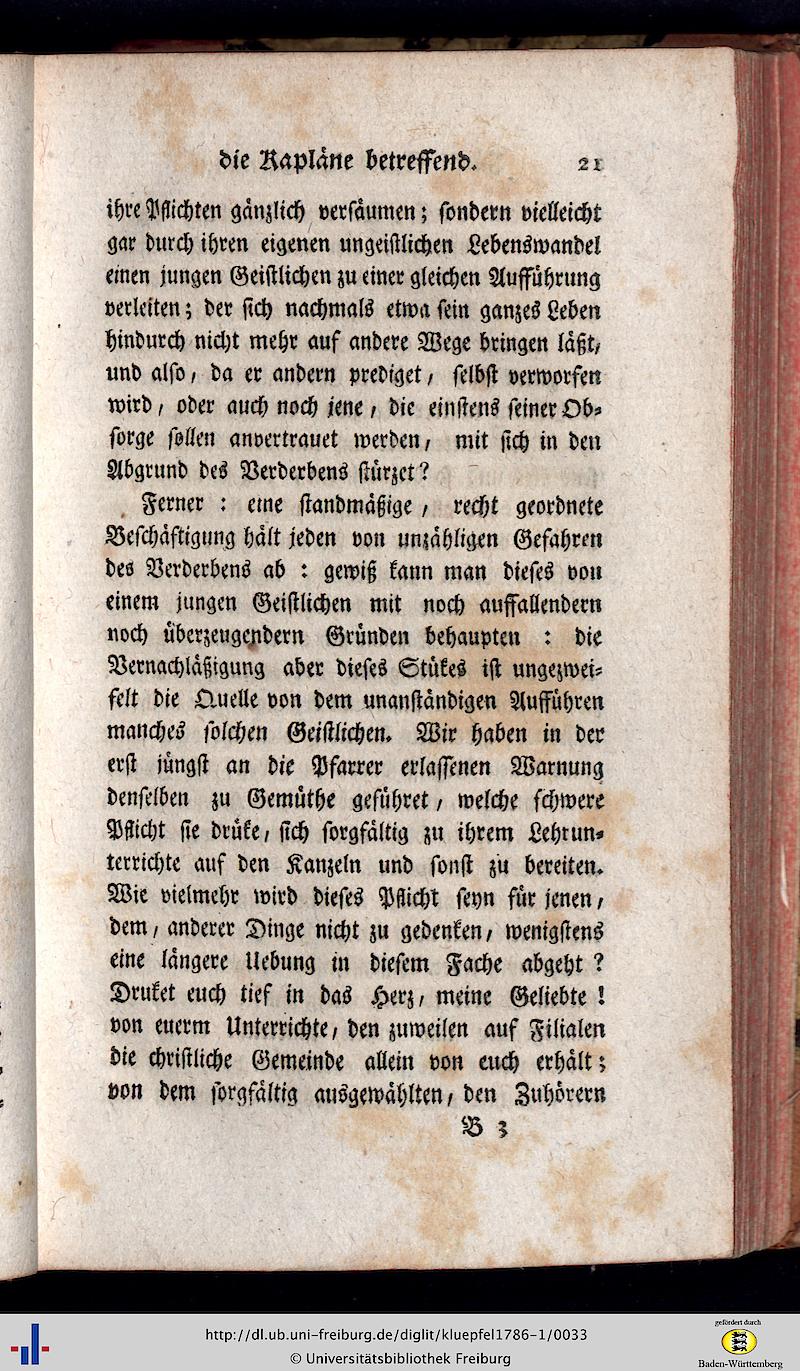 die Kapläne betreffend. 21
ihre Pflichten gänzlich versäumen; sondern vielleicht
gar durch ihren eigenen ungeistlichen Lebenswandel
einen jungen Geistlichen zu einer gleichen Aufführung
verleiten; der sich nachmals etwa sein ganzes Leben
hindurch nicht mehr auf andere Wege bringen läßt,
und also, da er andern prediget, selbst verworfen
wird, oder auch noch jene, die einstens seiner Ob-
sorge sollen anvertrauet werden, mit sich in den
Abgrund des Verderbens stürzet?
Ferner : eine standmäßige, recht geordnete
Beschäftigung hält jeden von unzähligen Gefahren
des Verderbens ab : gewiß kann man dieses von
einem jungen Geistlichen mit noch auffallendern
noch überzeugendern Gründen behaupten : die
Vernachläßigung aber dieses Stükes ist ungezwei-
felt die Quelle von dem unanständigen Aufführen
manches solchen Geistlichen. Wir haben in der
erst jüngst an die Pfarrer erlassenen Warnung
denselben zu Gemüthe geführet, welche schwere
Pflicht sie drüke, sich sorgfältig zu ihrem Lehrun-
terrichte auf den Kanzeln und sonst zu bereiten.
Wie vielmehr wird dieses Pflicht seyn für jenen,
dem, anderer Dinge nicht zu gedenken, wenigstens
eine längere Uebung in diesem Fache abgeht?
Druket euch tief in das Herz, meine Geliebte!
von euerm Unterrichte, den zuweilen auf Filialen
die christliche Gemeinde allein von euch erhält;
von dem sorgfältig ausgewählten, den Zuhörern
B 3
http://dl.ub.uni-freiburg.de/diglit/kluepfel1786-1/0033
© Universitätsbibliothek Freiburg
gefördert durch
Baden-Württemberg